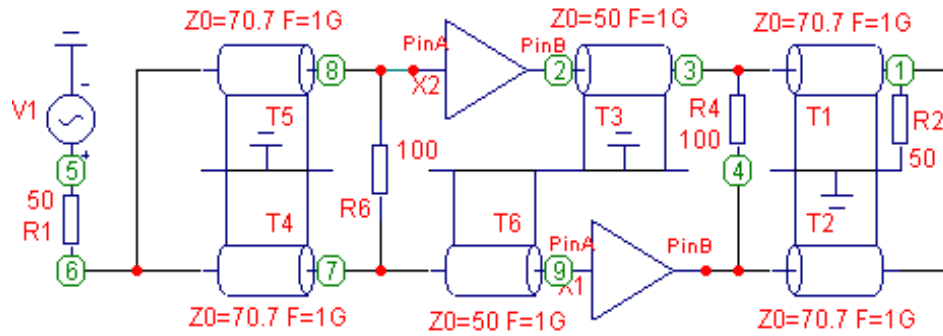 Z0=70.7 F=1G
Z0=50 F=1G
Z0=70.7 F=1G
PinA
PinB
8
2
3
1
X2
V1
-
+
T5
T3
R4
100
T1
R2
50
100
5
4
50
R1
R6
T4
T6
PinA
PinB
T2
6
7
9
X1
Z0=70.7 F=1G
Z0=50 F=1G
Z0=70.7 F=1G